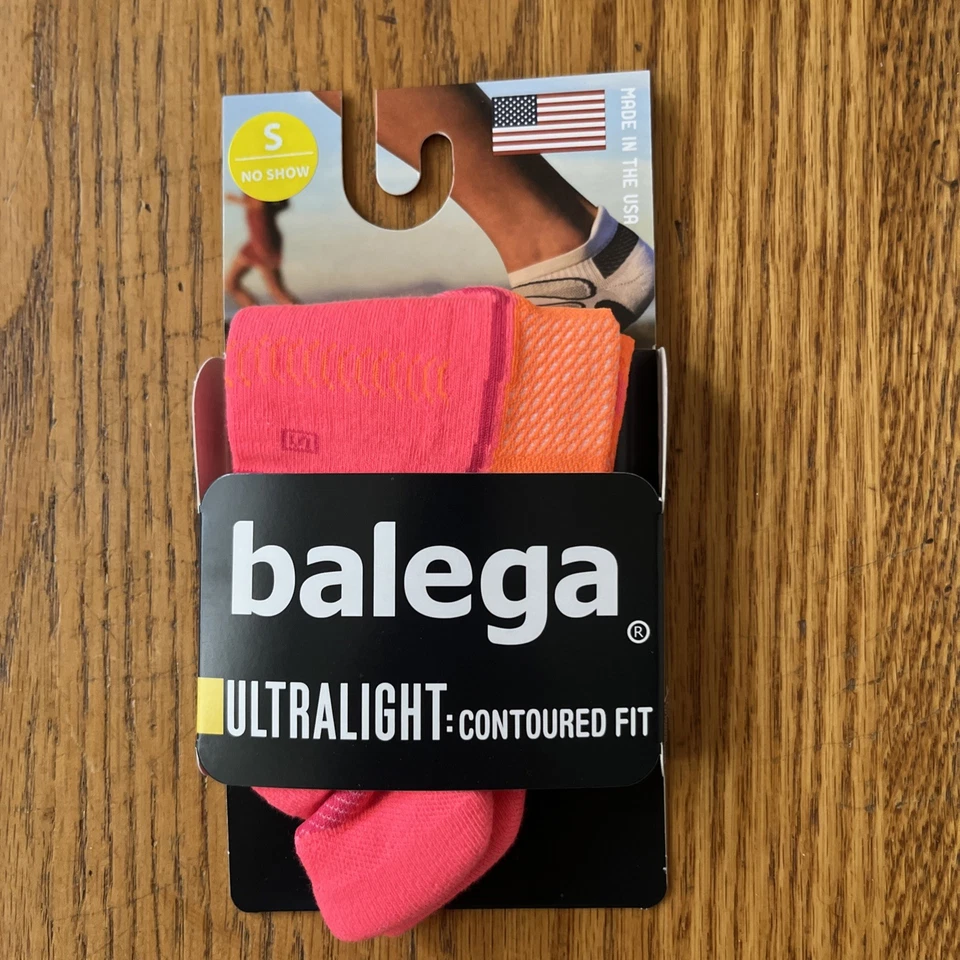 S
NO SHOW
MADE IN THE USA
balega®
ULTRALIGHT: CONTOURED FIT